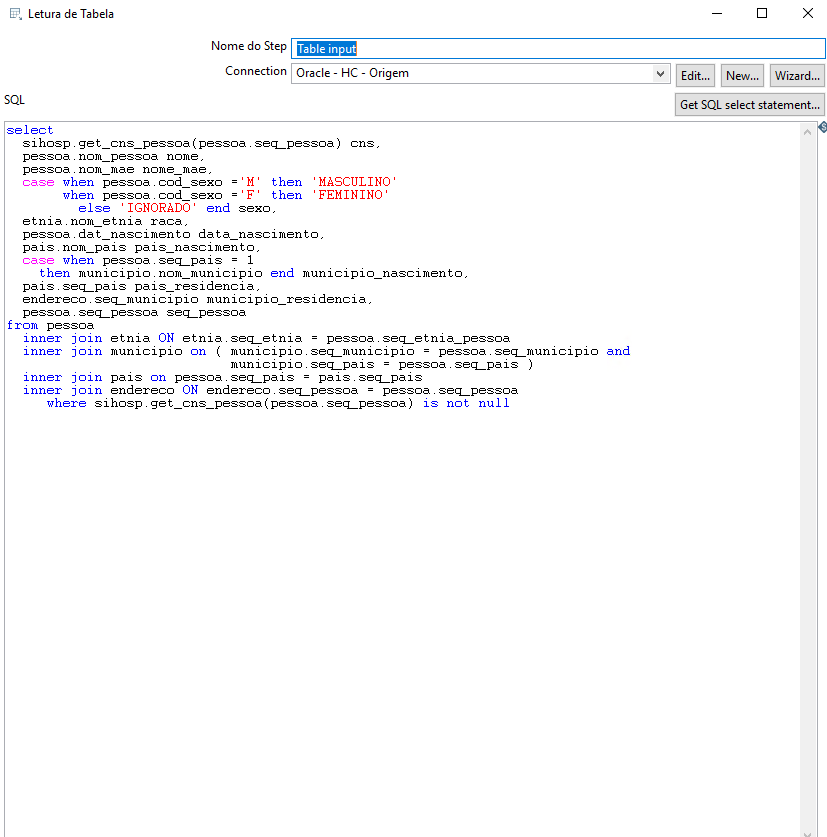 Letura de Tabela
Nome do Step Table input
Connection Oracle - HC - Origem Edit... New... Wizard...
SQL Get SQL select statement...
select
  sihosp.get_cns_pessoa(pessoa.seq_pessoa) cns,
  pessoa.nom_pessoa nome,
  pessoa.nom_mae nome_mae,
  case when pessoa.cod_sexo ='M' then 'MASCULINO'
       when pessoa.cod_sexo ='F' then 'FEMININO'
         else 'IGNORADO' end sexo,
  etnia.nom_etnia raca,
  pessoa.dat_nascimento data_nascimento,
  pais.nom_pais pais_nascimento,
  case when pessoa.seq_pais = 1
    then municipio.nom_municipio end municipio_nascimento,
  pais.seq_pais pais_residencia,
  endereco.seq_municipio municipio_residencia,
  pessoa.seq_pessoa seq_pessoa
from pessoa
  inner join etnia ON etnia.seq_etnia = pessoa.seq_etnia_pessoa
  inner join municipio on ( municipio.seq_municipio = pessoa.seq_municipio and
                            municipio.seq_pais = pessoa.seq_pais )
  inner join pais on pessoa.seq_pais = pais.seq_pais
  inner join endereco ON endereco.seq_pessoa = pessoa.seq_pessoa
     where sihosp.get_cns_pessoa(pessoa.seq_pessoa) is not null